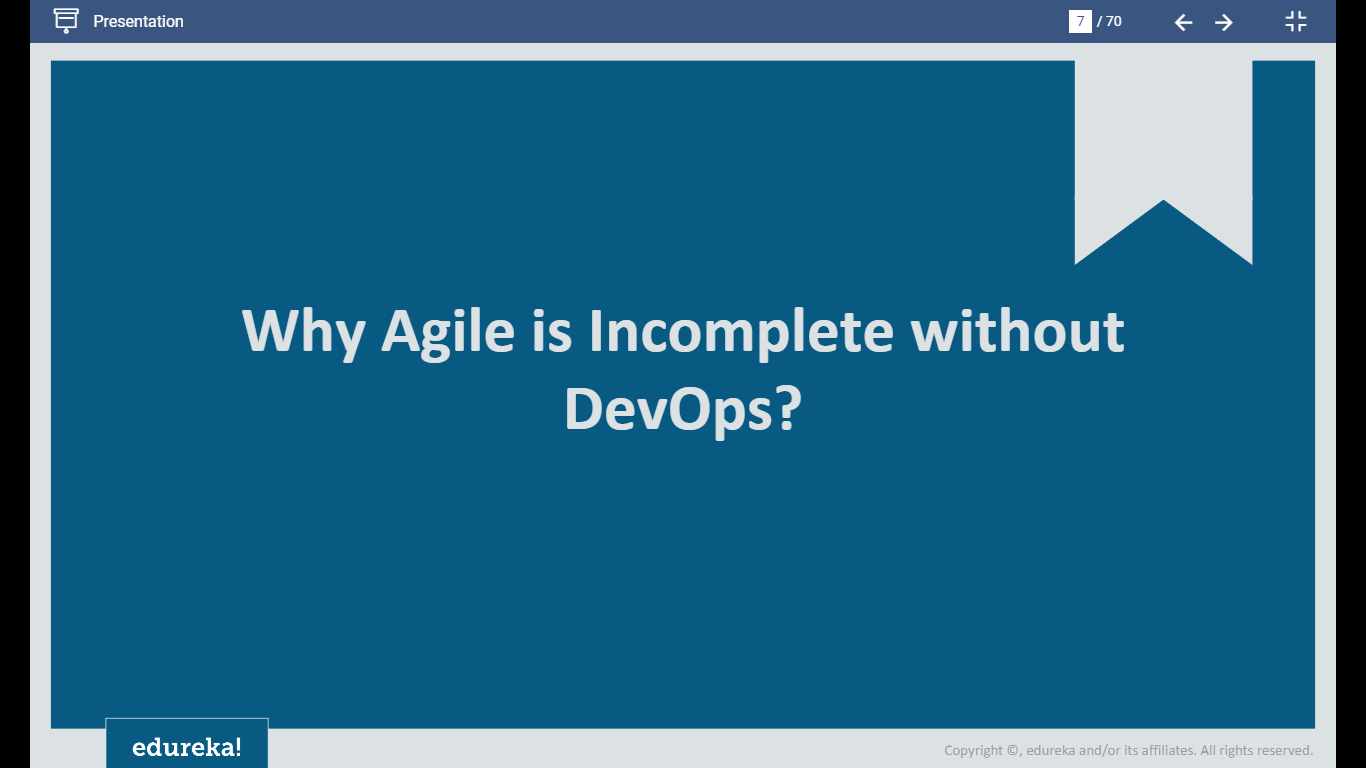 Presentation
7 / 70
Why Agile is Incomplete without
DevOps?
edureka!
Copyright ©, edureka and/or its affiliates. All rights reserved.